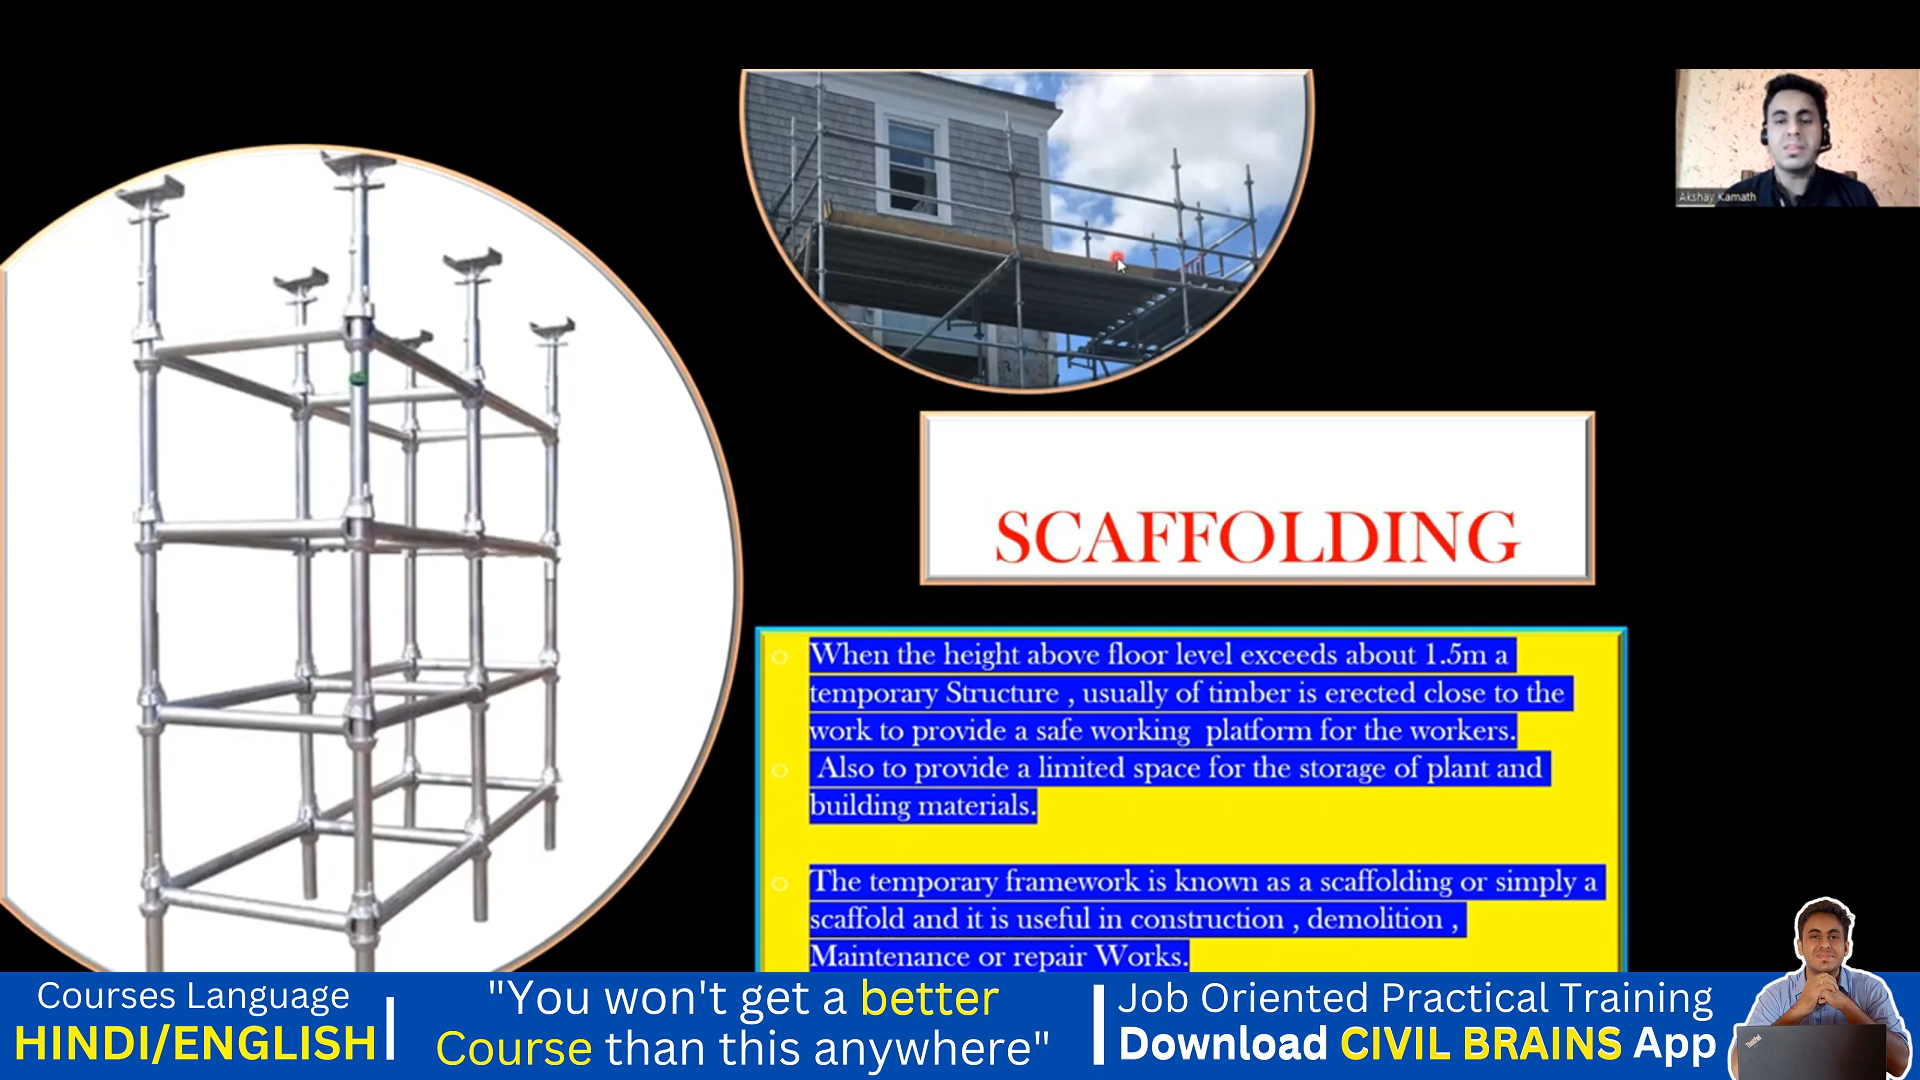 Akshay Kamath
SCAFFOLDING
When the height above floor level exceeds about 1.5m a
temporary Structure , usually of timber is erected close to the
work to provide a safe working platform for the workers.
Also to provide a limited space for the storage of plant and
building materials.
The temporary framework is known as a scaffolding or simply a
scaffold and it is useful in construction , demolition ,
Maintenance or repair Works.
Courses Language
HINDI/ENGLISH
"You won't get a better
Course than this anywhere"
Job Oriented Practical Training
Download CIVIL BRAINS App
ThinkPad